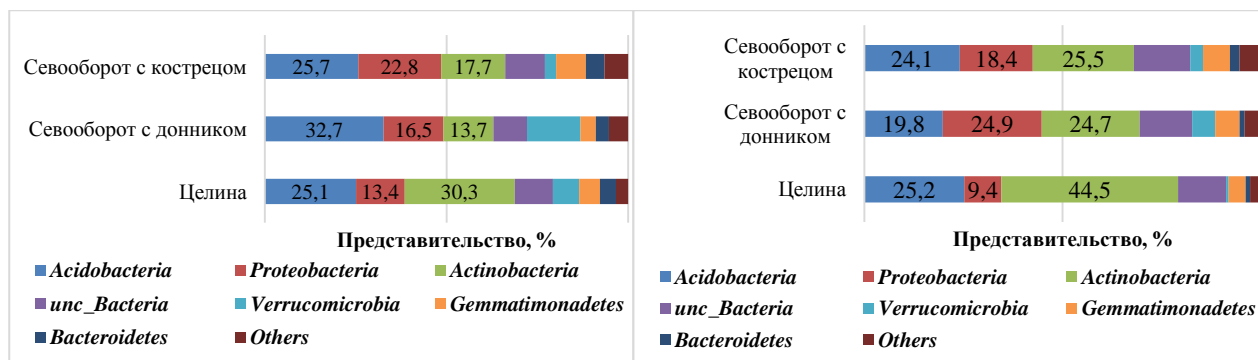 Севооборот с кострецом
25,7 22,8 17,7
Севооборот с донником
32,7 16,5 13,7
Целина
25,1 13,4 30,3
Представительство, %
Acidobacteria Proteobacteria Actinobacteria
unc_Bacteria Verrucomicrobia Gemmatimonadetes
Bacteroidetes Others
Севооборот с
кострецом
24,1 18,4 25,5
Севооборот с
донником
19,8 24,9 24,7
Целина
25,2 9,4 44,5
Представительство, %
Acidobacteria Proteobacteria Actinobacteria
unc_Bacteria Verrucomicrobia Gemmatimonadetes
Bacteroidetes Others